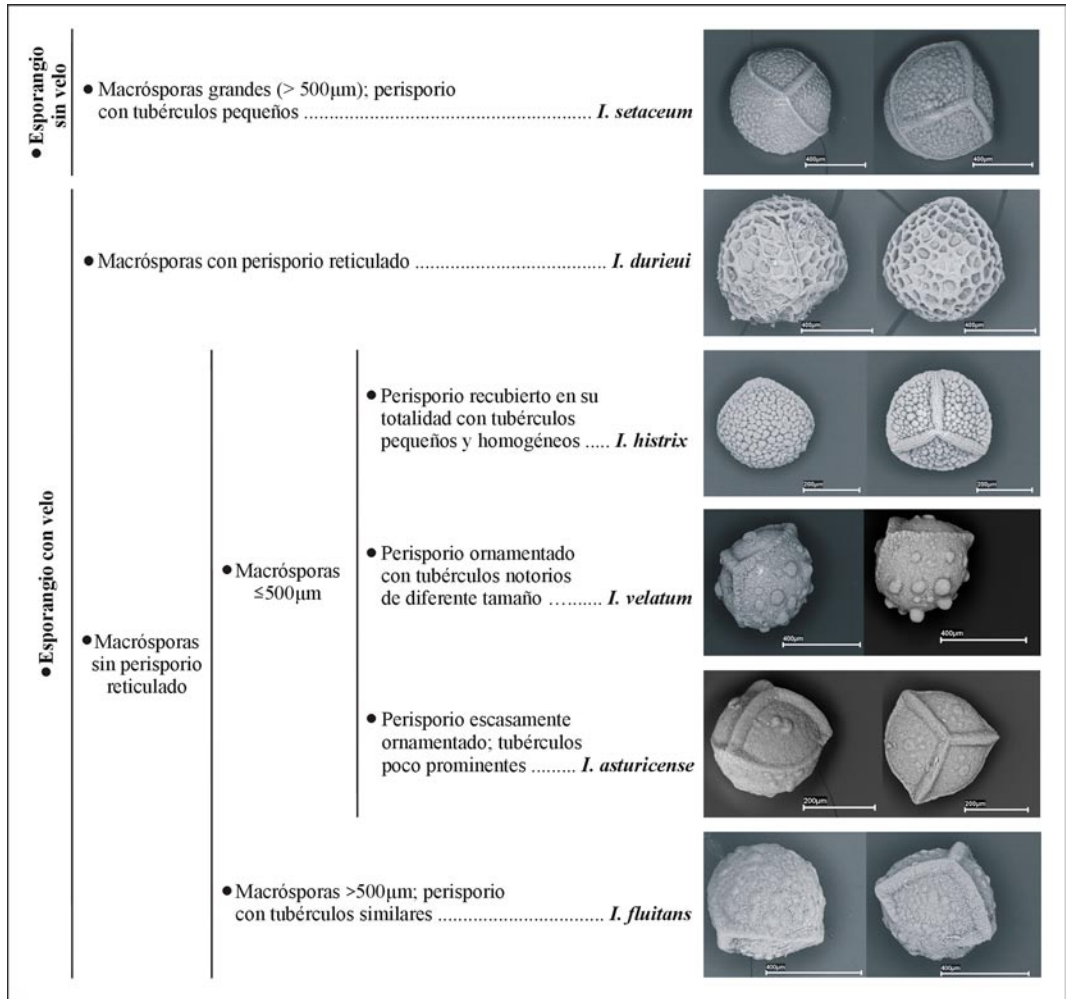 ● Esporangio
sin velo
● Macrósporas grandes (> 500µm); perisporio
con tubérculos pequeños ............................................................ I. setaceum
400µm
400µm
● Esporangio con velo
● Macrósporas con perisporio reticulado ........................................ I. durieui
400µm
400µm
● Macrósporas
sin perisporio
reticulado
● Macrósporas
≤500µm
● Perisporio recubierto en su
totalidad con tubérculos
pequeños y homogéneos ..... I. histrix
200µm
200µm
● Perisporio ornamentado
con tubérculos notorios
de diferente tamaño .......... I. velatum
400µm
400µm
● Perisporio escasamente
ornamentado; tubérculos
poco prominentes ......... I. asturicense
200µm
200µm
● Macrósporas >500µm; perisporio
con tubérculos similares ................................... I. fluitans
400µm
400µm